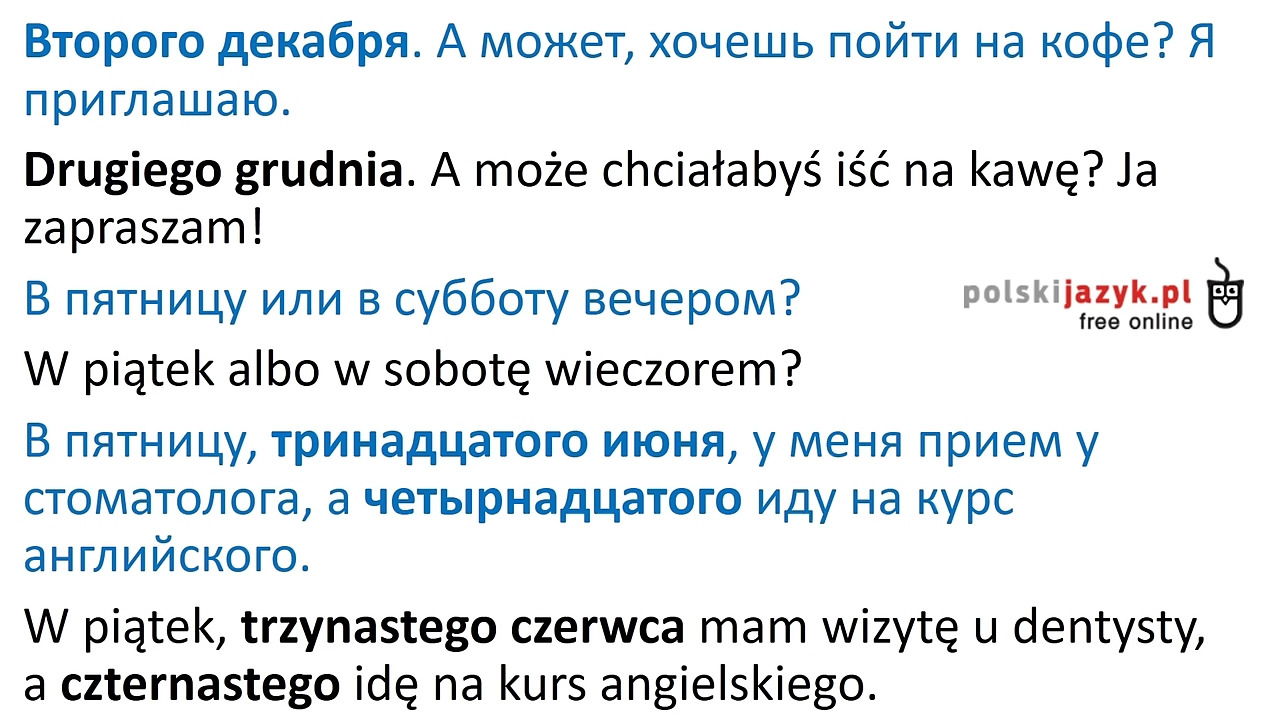 Второго декабря. А может, хочешь пойти на кофе? Я
приглашаю.
Drugiego grudnia. A może chciałabyś iść na kawę? Ja
zapraszam!
В пятницу или в субботу вечером?
polskijazyk.pl
free online
W piątek albo w sobotę wieczorem?
В пятницу, тринадцатого июня, у меня прием у
стоматолога, а четырнадцатого иду на курс
английского.
W piątek, trzynastego czerwca mam wizytę u dentysty,
a czternastego idę na kurs angielskiego.